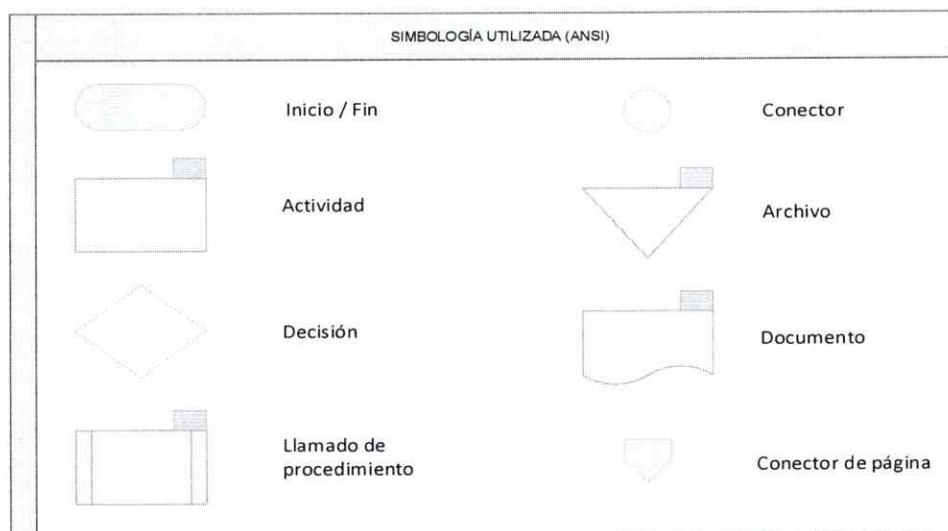 SIMBOLOGÍA UTILIZADA (ANSI)
Inicio / Fin
Conector
Actividad
Archivo
Decisión
Documento
Llamado de
procedimiento
Conector de página